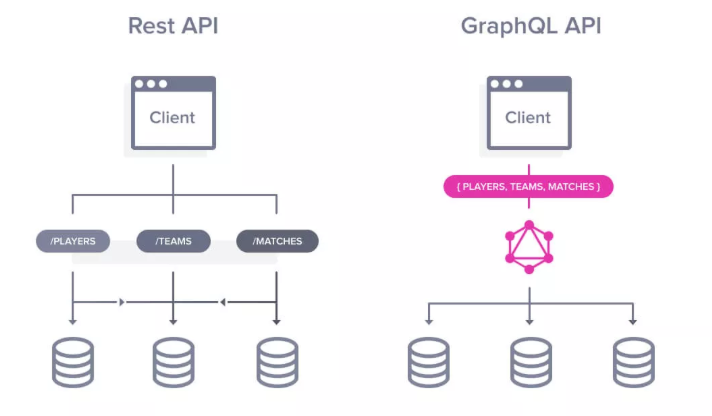 Rest API
GraphQL API
Client
Client
{ PLAYERS, TEAMS, MATCHES }
/PLAYERS
/TEAMS
/MATCHES